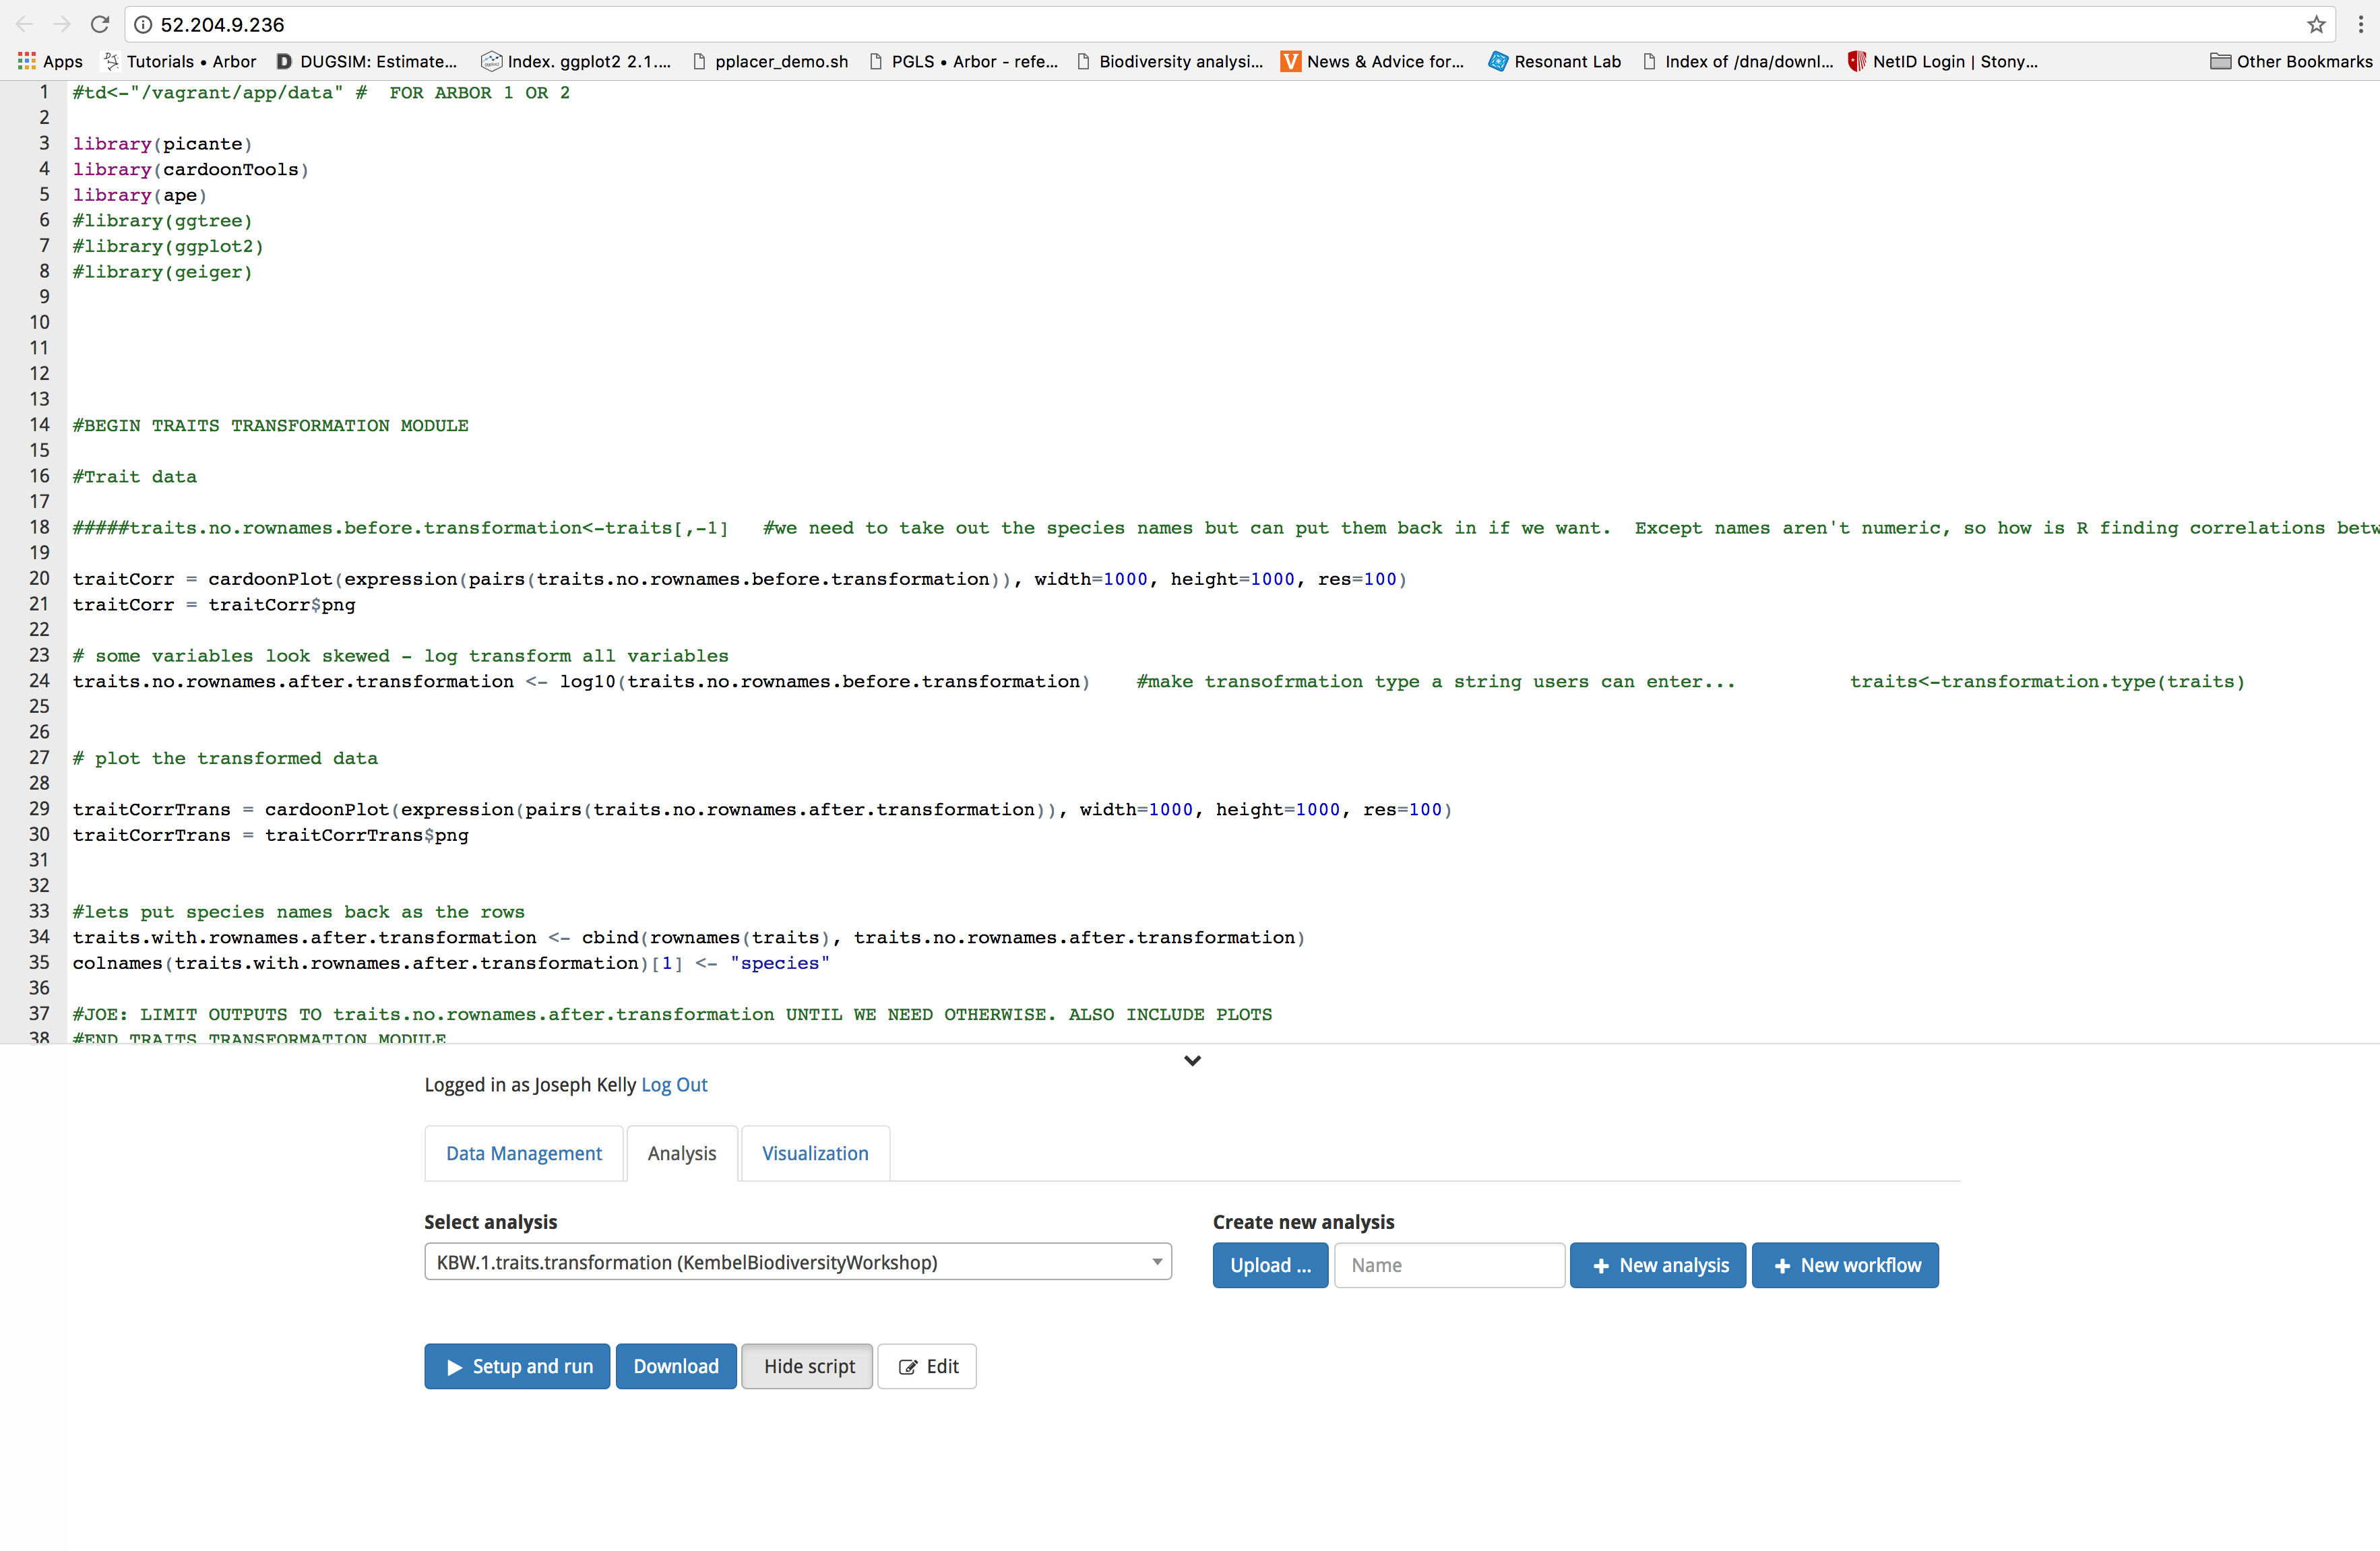 52.204.9.236
Apps Tutorials • Arbor DUGSIM: Estimate... Index. ggplot2 2.1.... pplacer_demo.sh PGLS • Arbor - refe... Biodiversity analysi... News & Advice for... Resonant Lab Index of /dna/downl... NetID Login | Stony... Other Bookmarks
1 #td<-"/vagrant/app/data" #  FOR ARBOR 1 OR 2
2
3 library(picante)
4 library(cardoonTools)
5 library(ape)
6 #library(ggtree)
7 #library(ggplot2)
8 #library(geiger)
9
10
11
12
13
14 #BEGIN TRAITS TRANSFORMATION MODULE
15
16 #Trait data
17
18 #####traits.no.rownames.before.transformation<-traits[,-1]   #we need to take out the species names but can put them back in if we want.  Except names aren't numeric, so how is R finding correlations betw
19
20 traitCorr = cardoonPlot(expression(pairs(traits.no.rownames.before.transformation)), width=1000, height=1000, res=100)
21 traitCorr = traitCorr$png
22
23 # some variables look skewed - log transform all variables
24 traits.no.rownames.after.transformation <- log10(traits.no.rownames.before.transformation)    #make transofrmation type a string users can enter...          traits<-transformation.type(traits)
25
26
27 # plot the transformed data
28
29 traitCorrTrans = cardoonPlot(expression(pairs(traits.no.rownames.after.transformation)), width=1000, height=1000, res=100)
30 traitCorrTrans = traitCorrTrans$png
31
32
33 #lets put species names back as the rows
34 traits.with.rownames.after.transformation <- cbind(rownames(traits), traits.no.rownames.after.transformation)
35 colnames(traits.with.rownames.after.transformation)[1] <- "species"
36
37 #JOE: LIMIT OUTPUTS TO traits.no.rownames.after.transformation UNTIL WE NEED OTHERWISE. ALSO INCLUDE PLOTS
38 #END TRAITS TRANSFORMATION MODULE
Logged in as Joseph Kelly Log Out
Data Management Analysis Visualization
Select analysis Create new analysis
KBW.1.traits.transformation (KembelBiodiversityWorkshop) Upload ... Name + New analysis + New workflow
Setup and run Download Hide script Edit